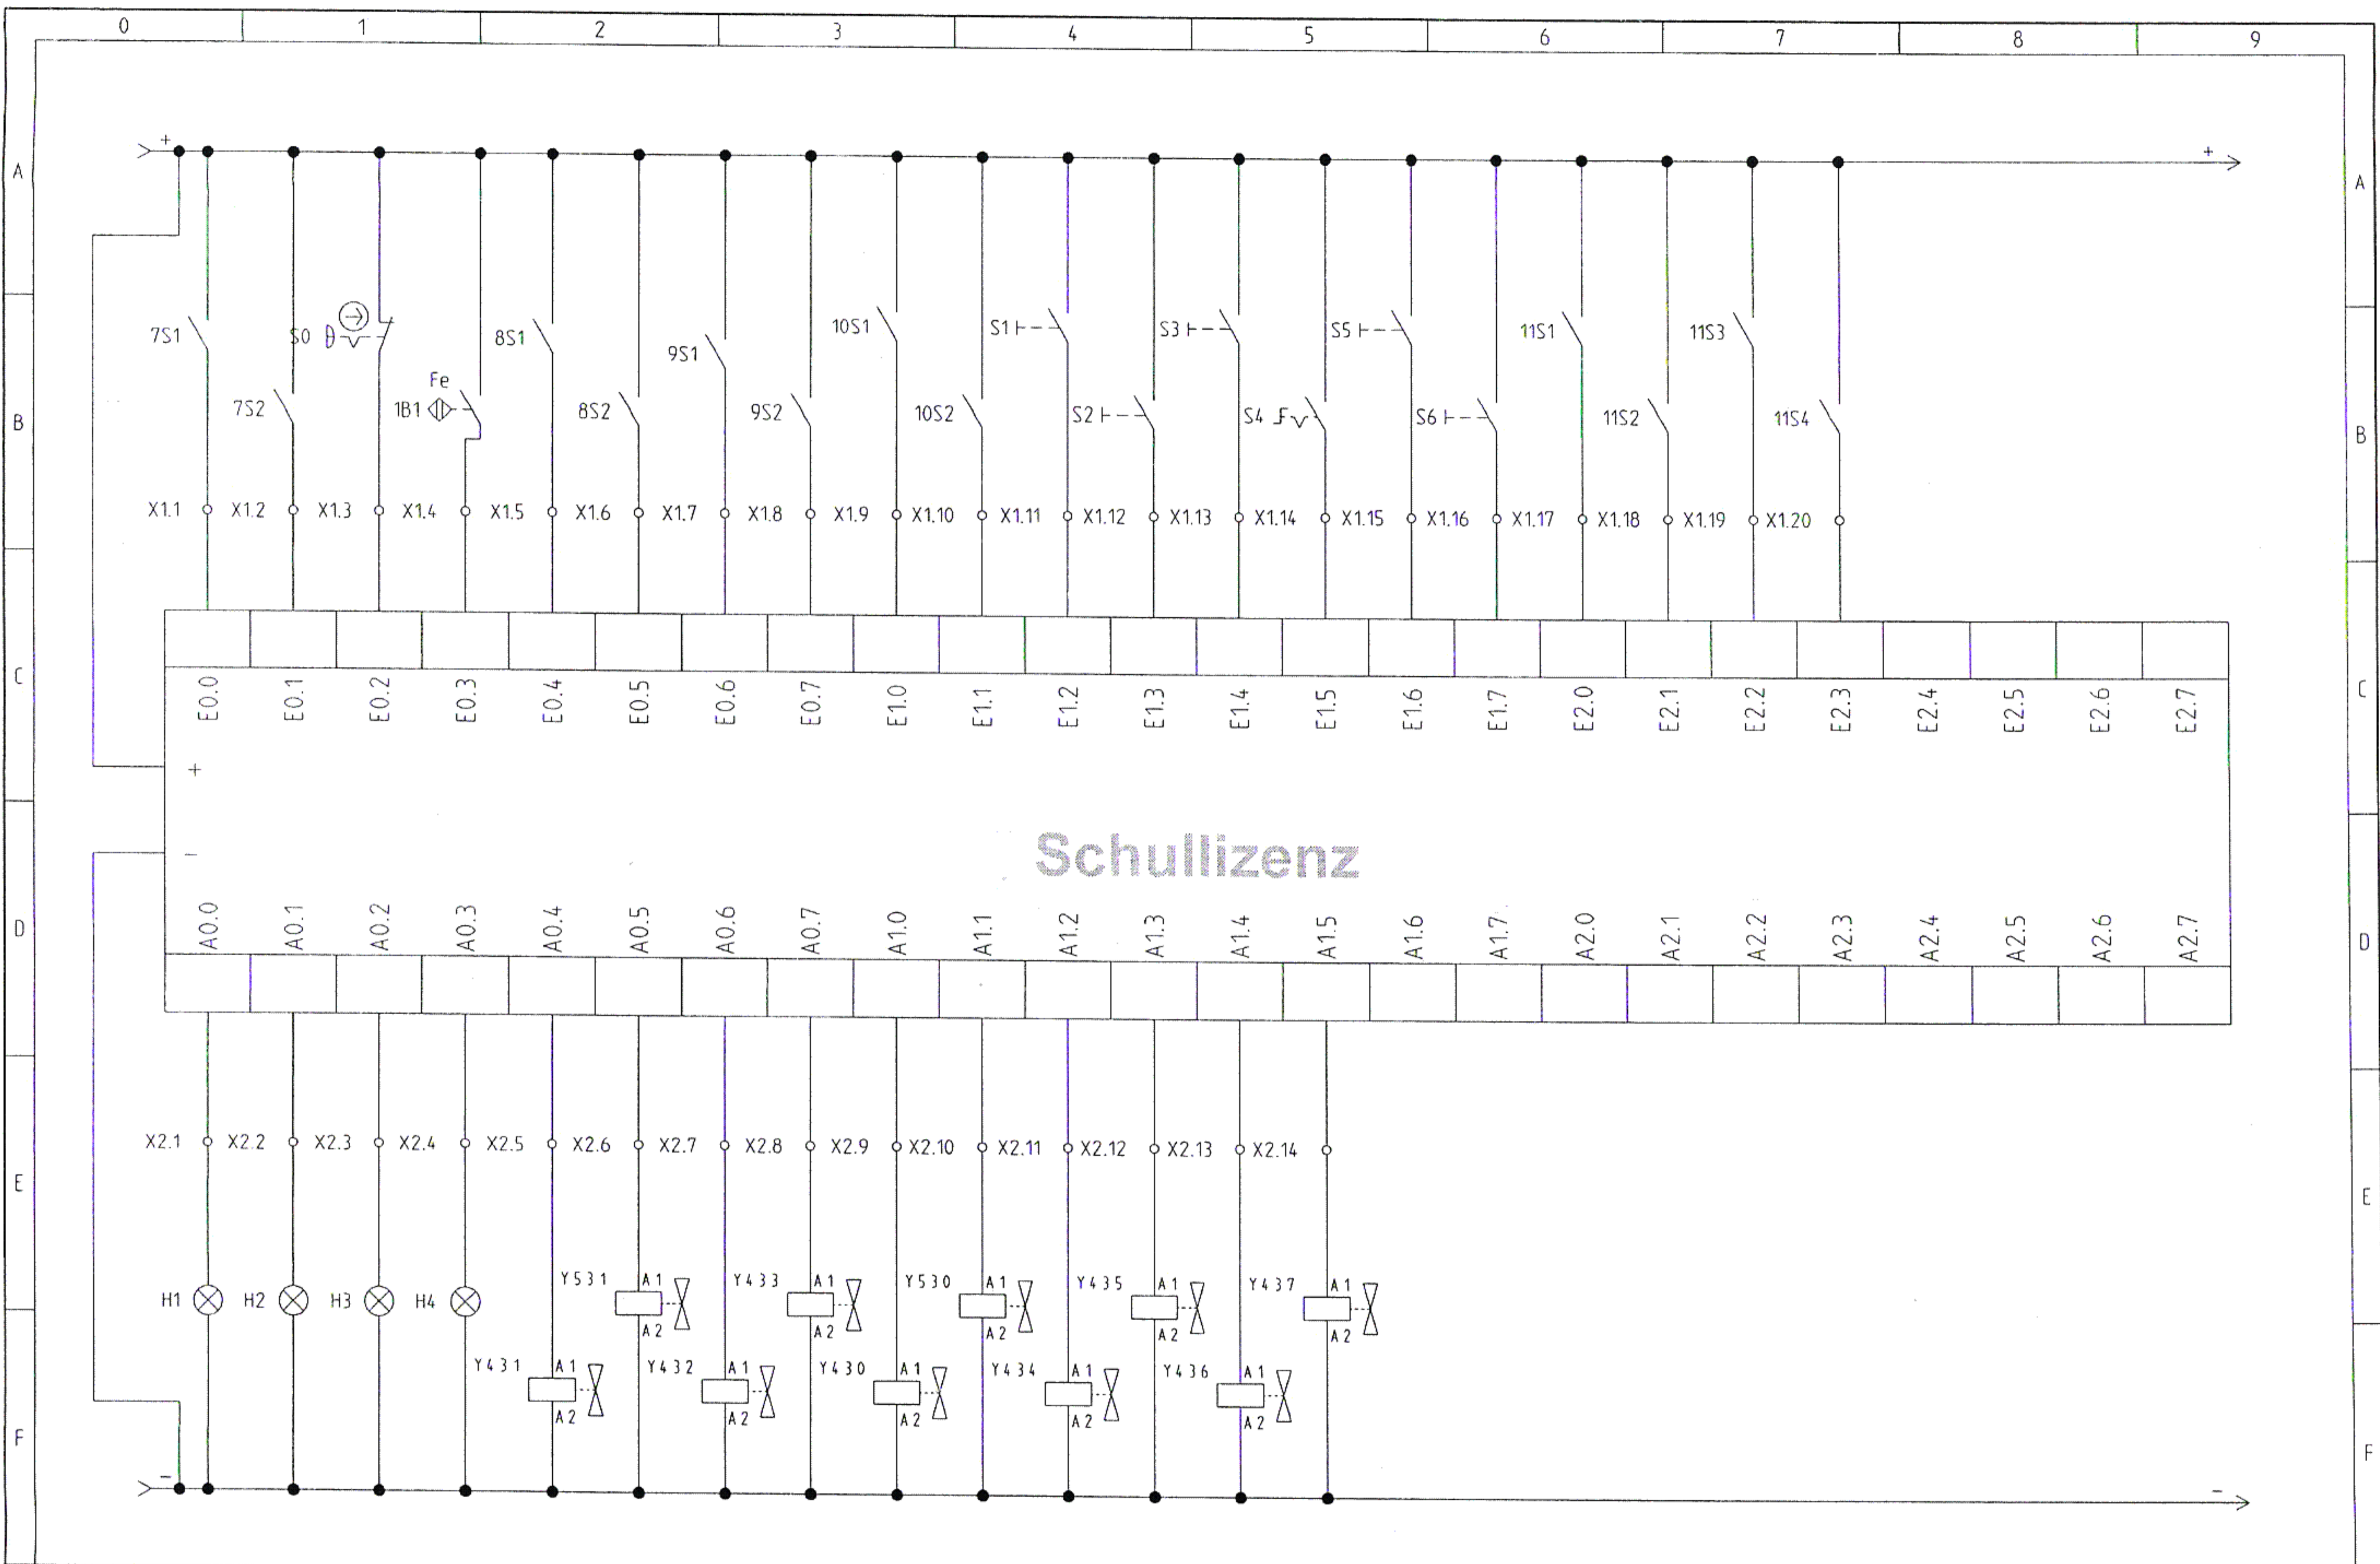 0 1 2 3 4 5 6 7 8 9
+ +
A A
7S1 S0 8S1 10S1 S1 S3 S5 11S1 11S3
9S1
Fe
7S2 1B1 8S2 9S2 10S2 S2 S4 S6 11S2 11S4
B B
X1.1 X1.2 X1.3 X1.4 X1.5 X1.6 X1.7 X1.8 X1.9 X1.10 X1.11 X1.12 X1.13 X1.14 X1.15 X1.16 X1.17 X1.18 X1.19 X1.20
C C
E0.0 E0.1 E0.2 E0.3 E0.4 E0.5 E0.6 E0.7 E1.0 E1.1 E1.2 E1.3 E1.4 E1.5 E1.6 E1.7 E2.0 E2.1 E2.2 E2.3 E2.4 E2.5 E2.6 E2.7
+
−
Schullizenz
A0.0 A0.1 A0.2 A0.3 A0.4 A0.5 A0.6 A0.7 A1.0 A1.1 A1.2 A1.3 A1.4 A1.5 A1.6 A1.7 A2.0 A2.1 A2.2 A2.3 A2.4 A2.5 A2.6 A2.7
D D
X2.1 X2.2 X2.3 X2.4 X2.5 X2.6 X2.7 X2.8 X2.9 X2.10 X2.11 X2.12 X2.13 X2.14
E E
Y531 A1 Y433 A1 Y530 A1 Y435 A1 Y437 A1
H1 H2 H3 H4
A2 A2 A2 A2 A2
Y431 A1 Y432 A1 Y430 A1 Y434 A1 Y436 A1
A2 A2 A2 A2 A2
F F
− −